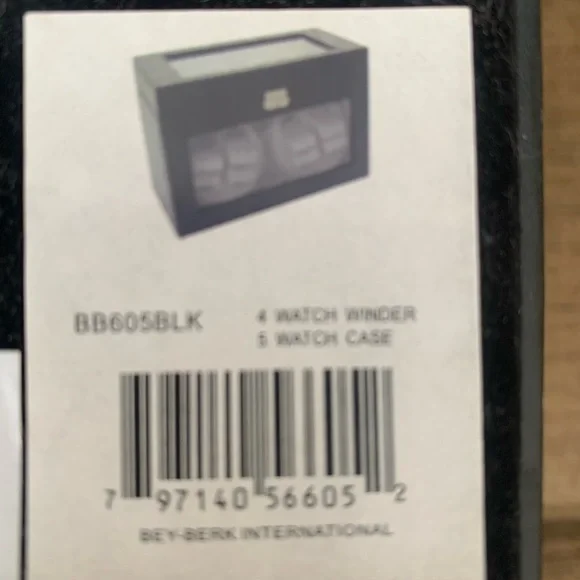 BB605BLK
4 WATCH WINDER
5 WATCH CASE
7 97140 56605 2
BEY-BERK INTERNATIONAL